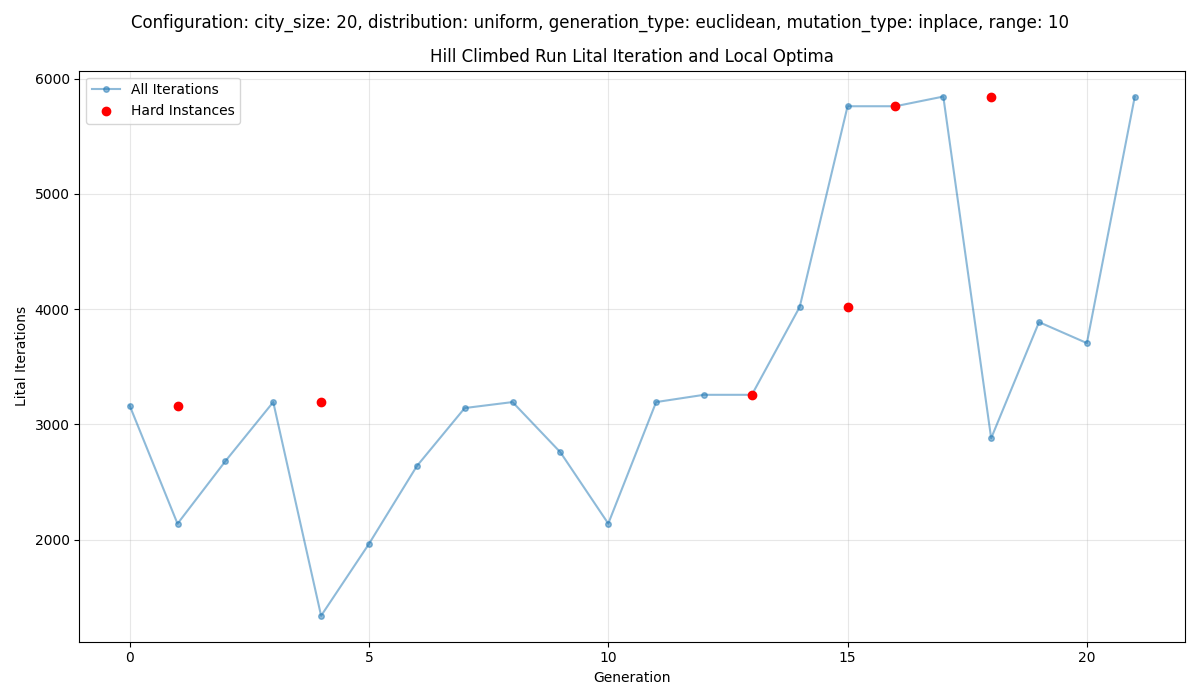 Configuration: city_size: 20, distribution: uniform, generation_type: euclidean, mutation_type: inplace, range: 10
Hill Climbed Run Lital Iteration and Local Optima
All Iterations
Hard Instances
6000
5000
4000
3000
2000
Lital Iterations
0 5 10 15 20
Generation